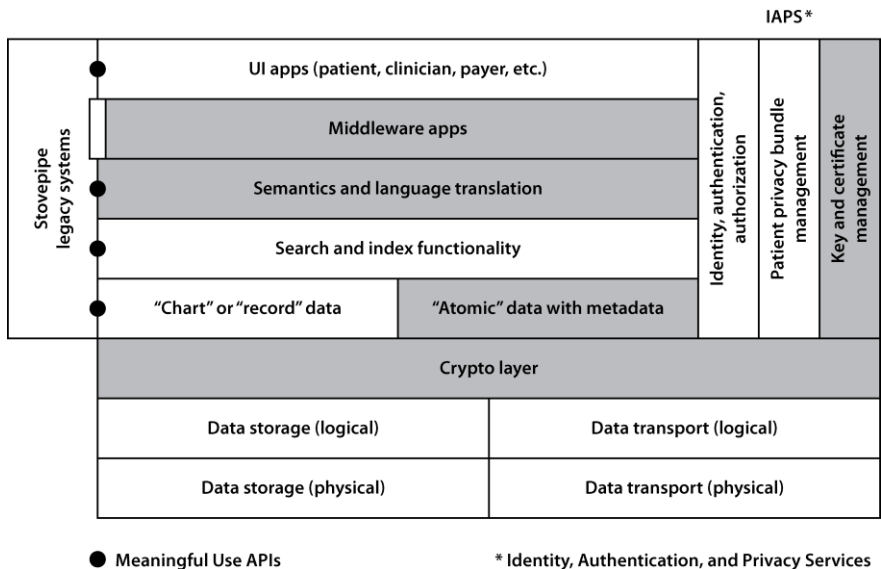 IAPS*
Stovepipe
legacy systems
UI apps (patient, clinician, payer, etc.)
Middleware apps
Semantics and language translation
Search and index functionality
“Chart” or “record” data
“Atomic” data with metadata
Identity, authentication,
authorization
Patient privacy bundle
management
Key and certificate
management
Crypto layer
Data storage (logical)
Data transport (logical)
Data storage (physical)
Data transport (physical)
Meaningful Use APIs
* Identity, Authentication, and Privacy Services